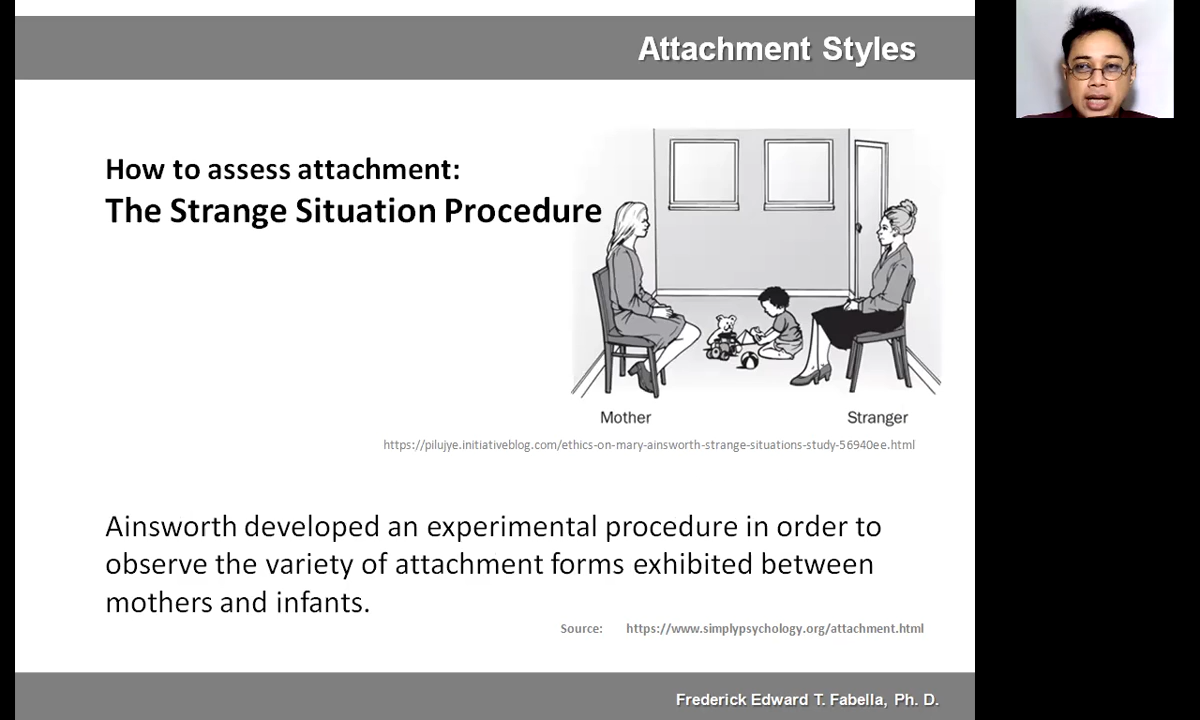 Attachment Styles
How to assess attachment:
The Strange Situation Procedure
Mother
Stranger
https://pilujye.initiativeblog.com/ethics-on-mary-ainsworth-strange-situations-study-56940ee.html
Ainsworth developed an experimental procedure in order to
observe the variety of attachment forms exhibited between
mothers and infants.
Source: https://www.simplypsychology.org/attachment.html
Frederick Edward T. Fabella, Ph. D.